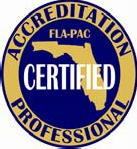 ACCREDITATION
FLA-PAC
CERTIFIED
PROFESSIONAL